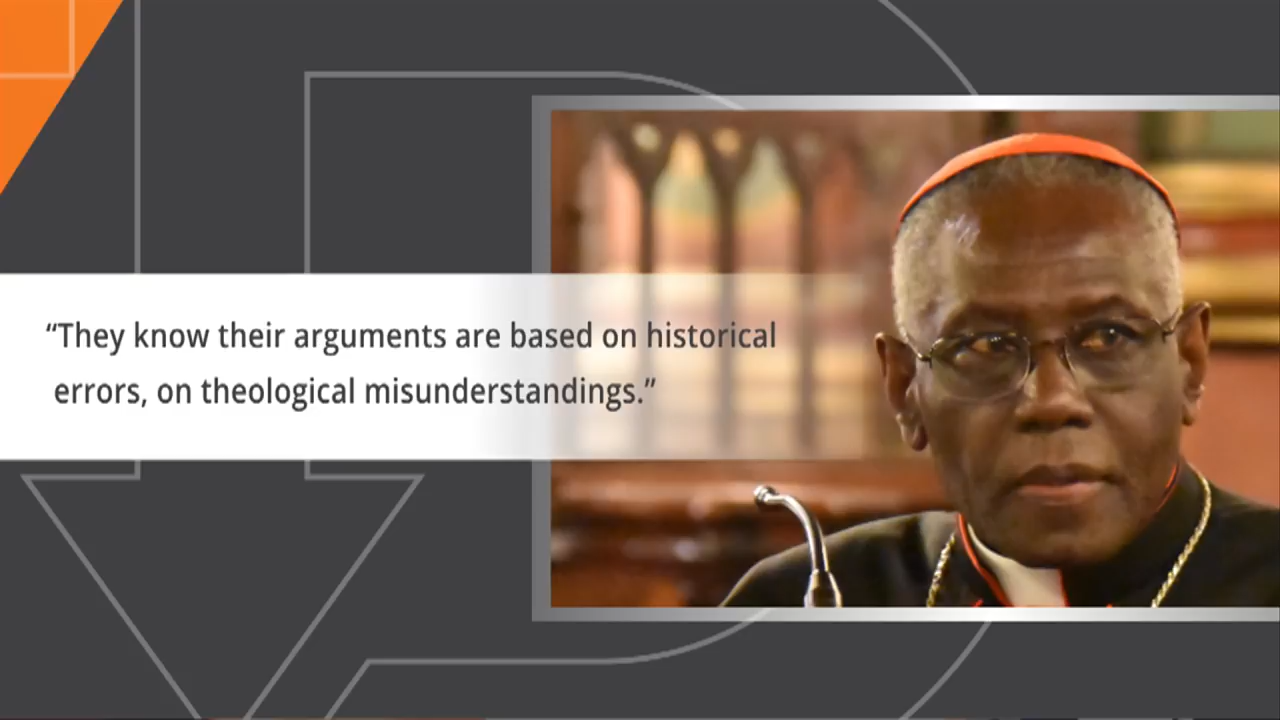 “They know their arguments are based on historical
errors, on theological misunderstandings.”